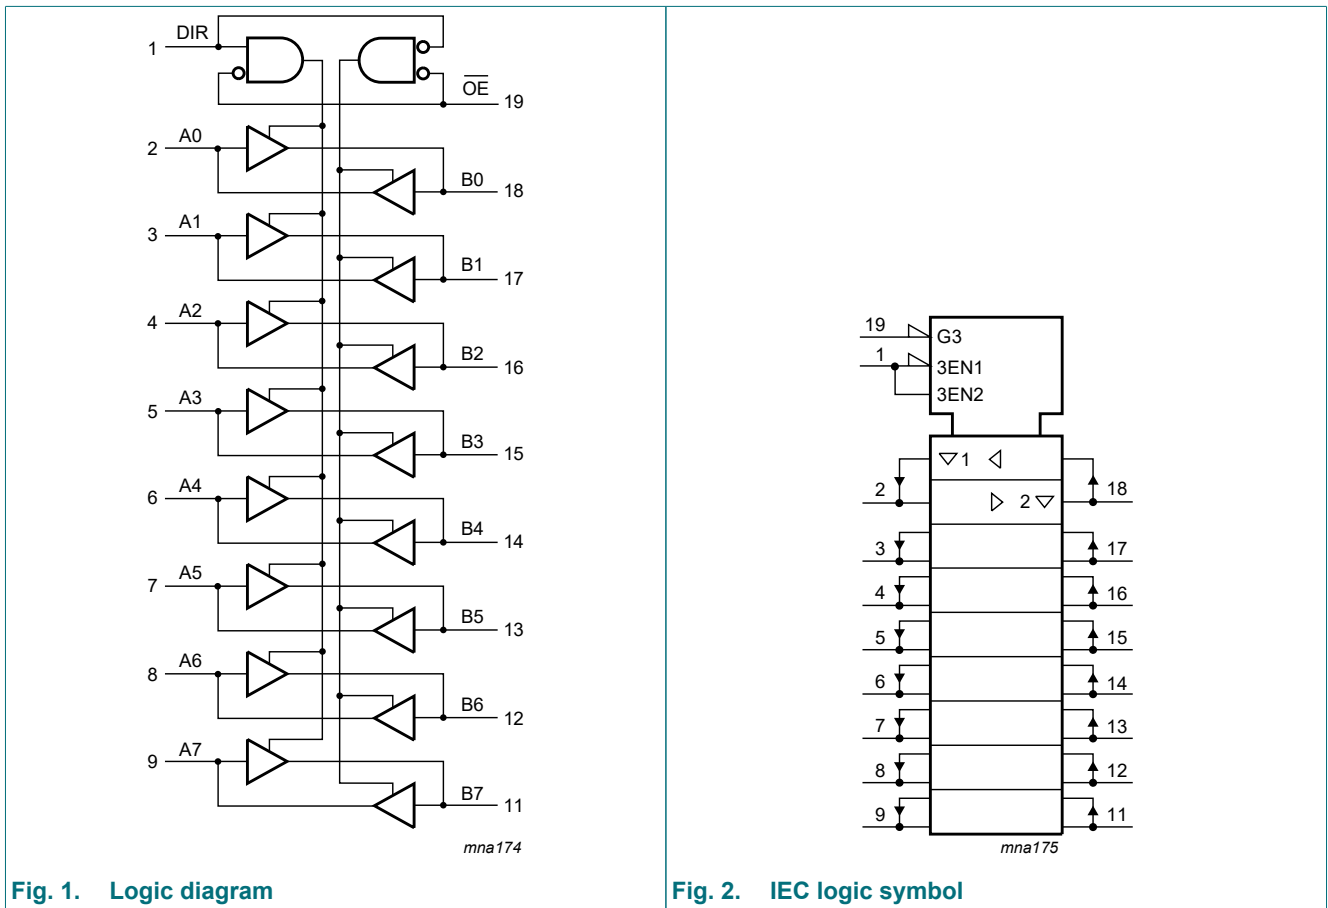 DIR
1
OE
19
A0
2
B0
18
A1
3
B1
17
A2
4
B2
16
A3
5
B3
15
A4
6
B4
14
A5
7
B5
13
A6
8
B6
12
A7
9
B7
11
mna174
Fig. 1. Logic diagram
19
G3
1
3EN1
3EN2
1
2
18
2
3
17
4
16
5
15
6
14
7
13
8
12
9
11
mna175
Fig. 2. IEC logic symbol